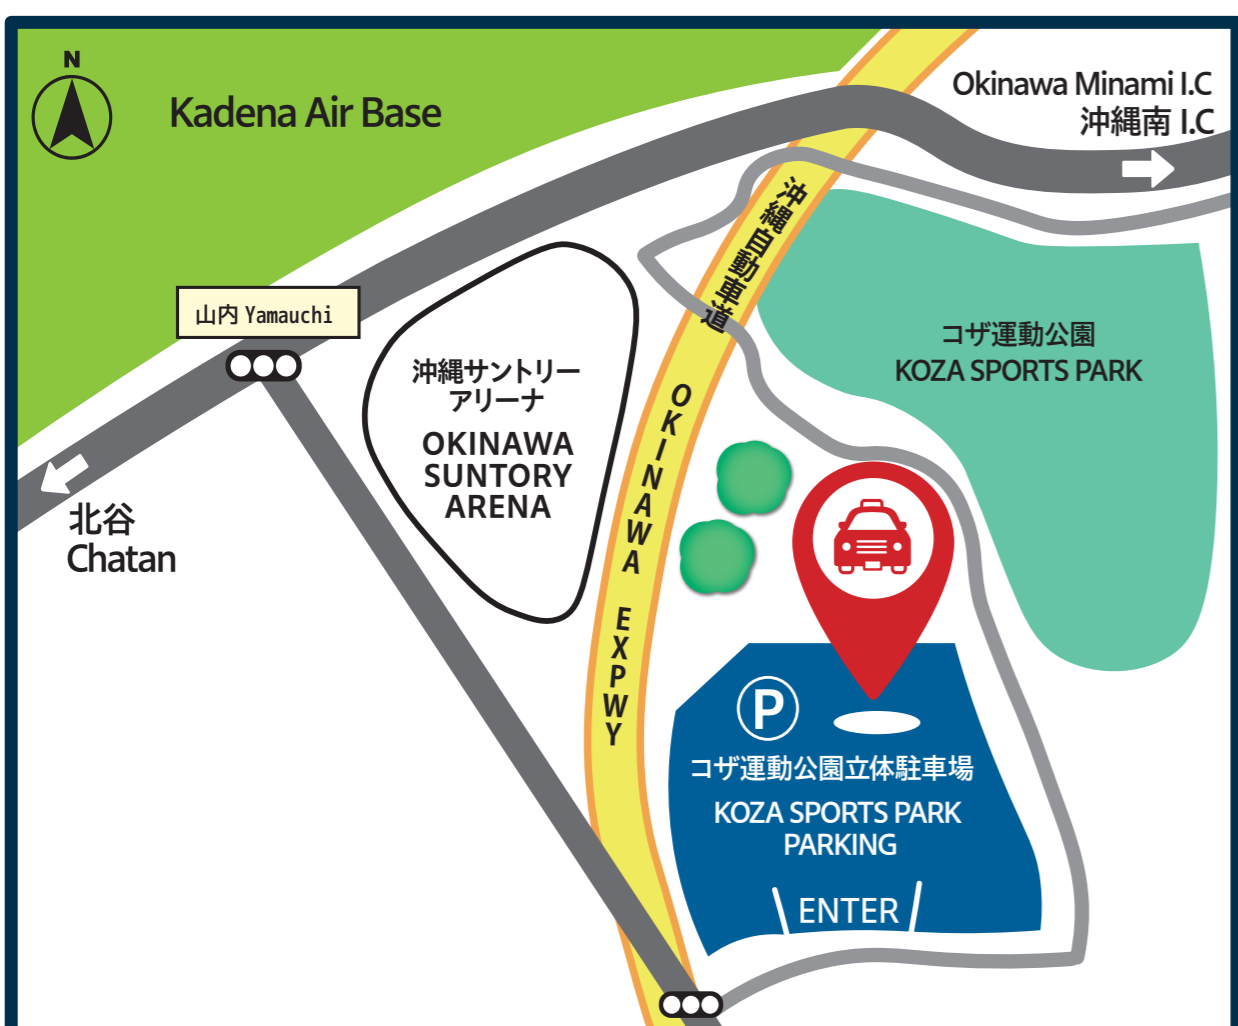 N
Kadena Air Base
Okinawa Minami I.C
沖縄南 I.C
沖縄自動車道
山内 Yamauchi
コザ運動公園
KOZA SPORTS PARK
沖縄サントリー
アリーナ
OKINAWA
SUNTORY
ARENA
OKINAWA EXPWY
北谷
Chatan
P
コザ運動公園立体駐車場
KOZA SPORTS PARK
PARKING
ENTER